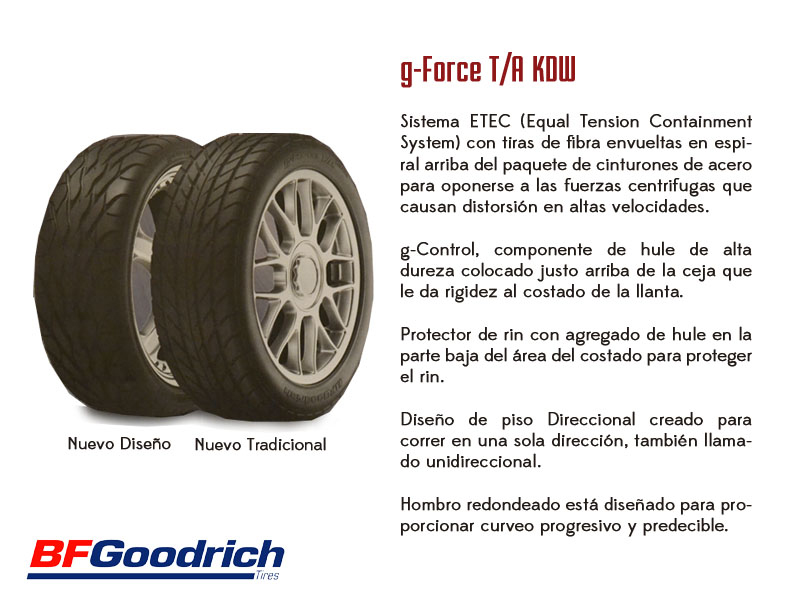 g-Force T/A KDW
Sistema ETEC (Equal Tension Containment
System) con tiras de fibra envueltas en espi-
ral arriba del paquete de cinturones de acero
para oponerse a las fuerzas centrifugas que
causan distorsión en altas velocidades.
g-Control, componente de hule de alta
dureza colocado justo arriba de la ceja que
le da rigidez al costado de la llanta.
Protector de rin con agregado de hule en la
parte baja del área del costado para proteger
el rin.
Diseño de piso Direccional creado para
correr en una sola dirección, también llama-
do unidireccional.
Hombro redondeado está diseñado para pro-
porcionar curveo progresivo y predecible.
BFGoodrich
Nuevo Diseño
Nuevo Tradicional
BFGoodrich
Tires